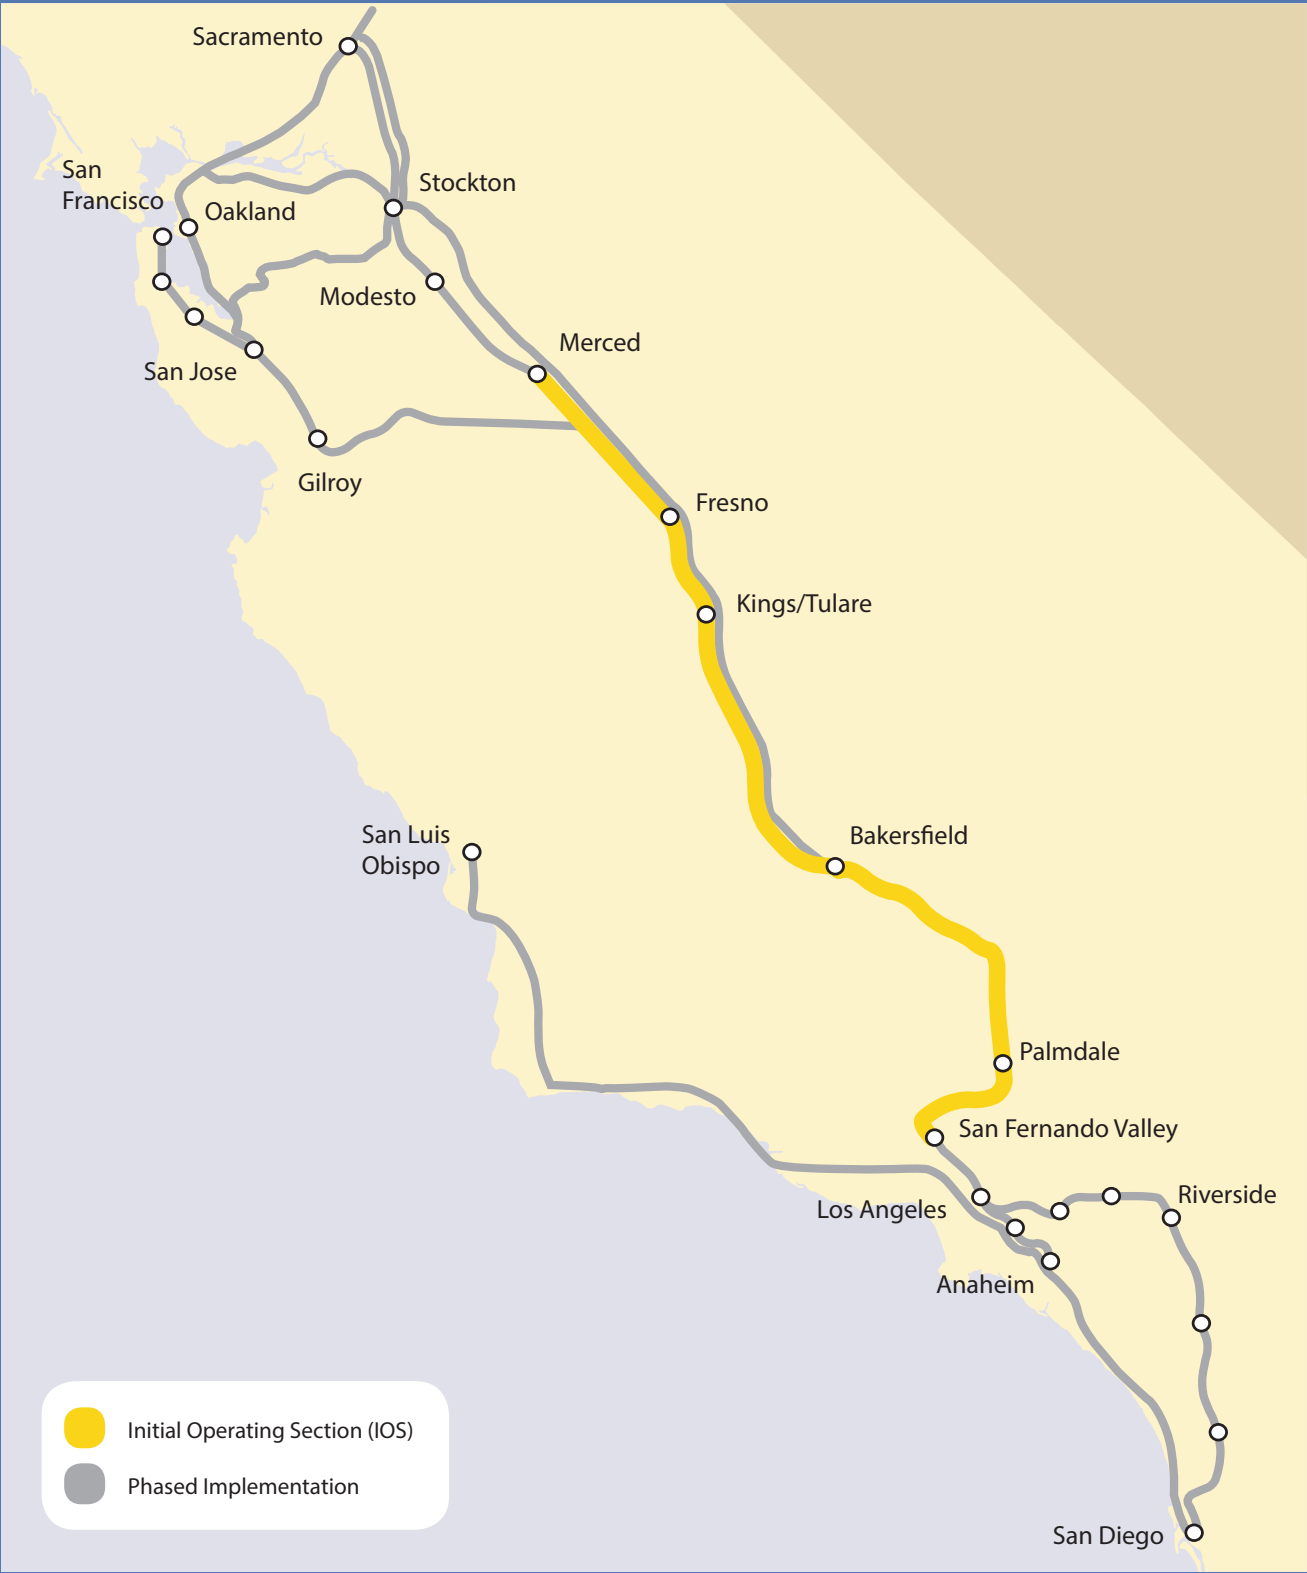 Sacramento
San
Francisco
Stockton
Oakland
Modesto
Merced
San Jose
Gilroy
Fresno
Kings/Tulare
San Luis
Obispo
Bakersfield
Palmdale
San Fernando Valley
Riverside
Los Angeles
Anaheim
Initial Operating Section (IOS)
Phased Implementation
San Diego